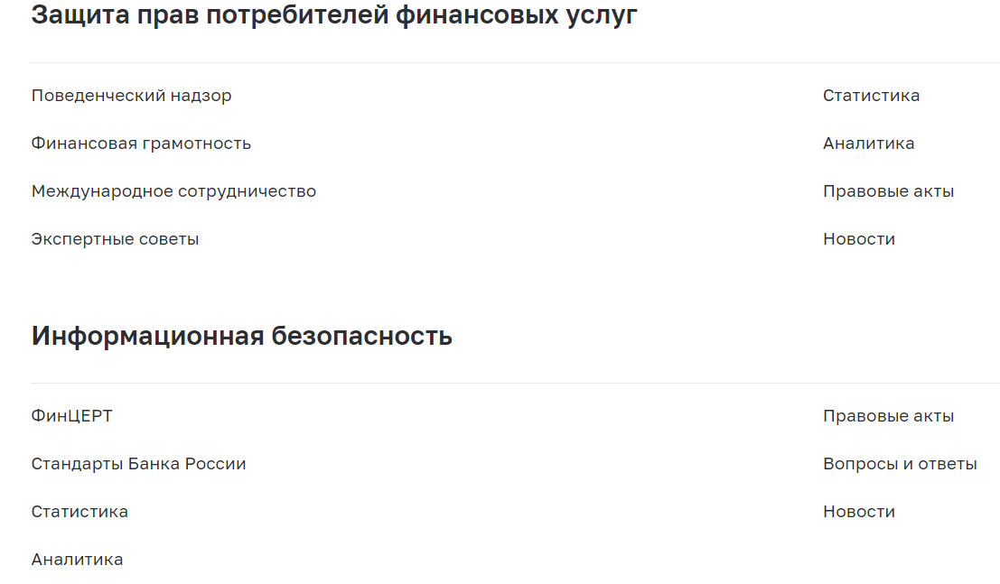 Защита прав потребителей финансовых услуг
Поведенческий надзор
Финансовая грамотность
Международное сотрудничество
Экспертные советы
Статистика
Аналитика
Правовые акты
Новости
Информационная безопасность
ФинЦЕРТ
Стандарты Банка России
Статистика
Аналитика
Правовые акты
Вопросы и ответы
Новости